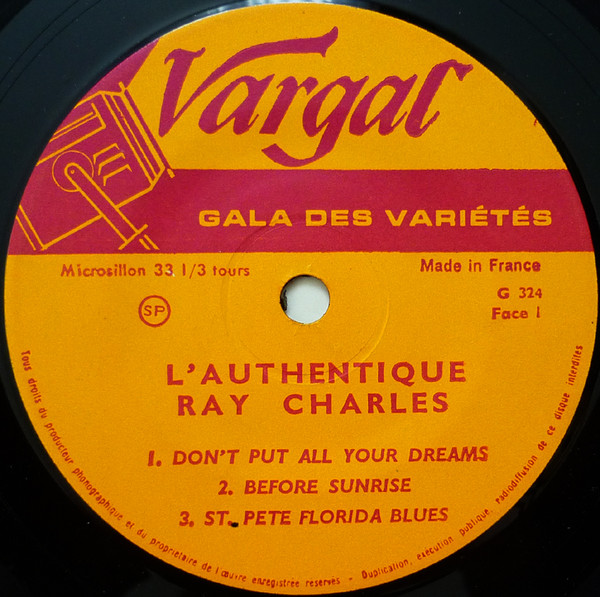 Vargal
GALA DES VARIÉTÉS
Microsillon 33 1/3 tours
Made in France
SP
G 324
Face 1
L'AUTHENTIQUE
RAY CHARLES
1. DON'T PUT ALL YOUR DREAMS
2. BEFORE SUNRISE
3. ST. PETE FLORIDA BLUES
Tous droits du producteur phonographique et du propriétaire de l'œuvre enregistrée réservés - Duplication, exécution publique, radiodiffusion de ce disque interdites